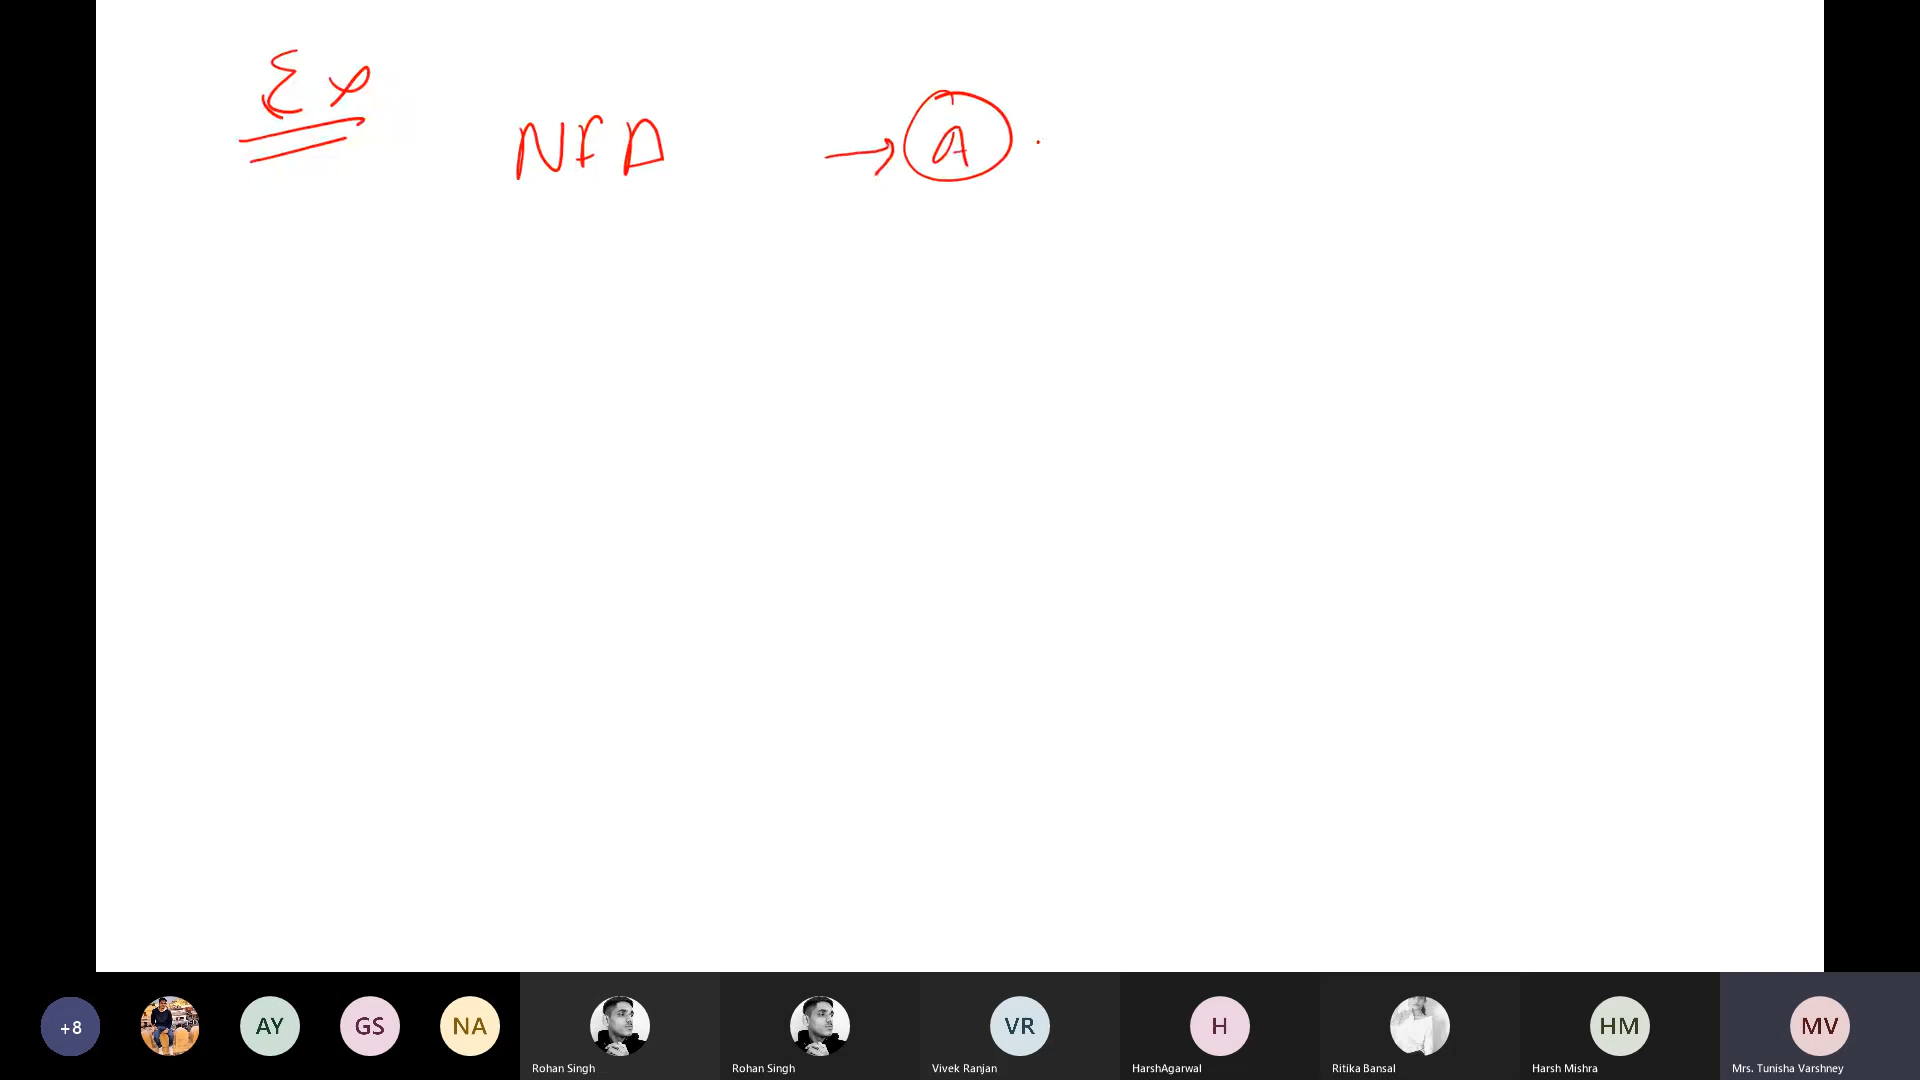 Ex
NFA
→ A
+8
AY
GS
NA
VR
H
HM
MV
Rohan Singh
Rohan Singh
Vivek Ranjan
HarshAgarwal
Ritika Bansal
Harsh Mishra
Mrs. Tunisha Varshney